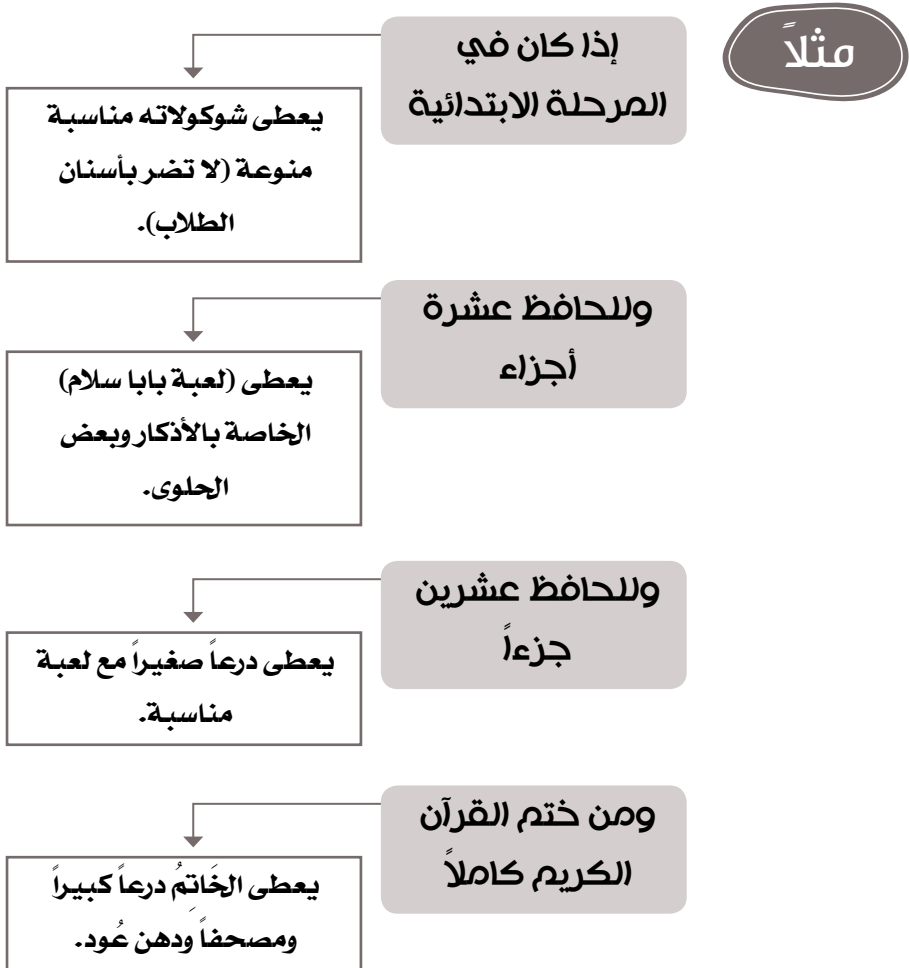 مثلاً
إذا كان في
المرحلة الابتدائية
يعطى شوكولاته مناسبة
منوعة (لا تضر بأسنان
الطلاب).
وللحافظ عشرة
أجزاء
يعطى (لعبة بابا سلام)
الخاصة بالأذكار وبعض
الحلوى.
وللحافظ عشرين
جزءاً
يعطى درعاً صغيراً مع لعبة
مناسبة.
ومن ختم القرآن
الكريم كاملاً
يعطى الخَاتِمُ درعاً كبيراً
ومصحفاً ودهن عُود.